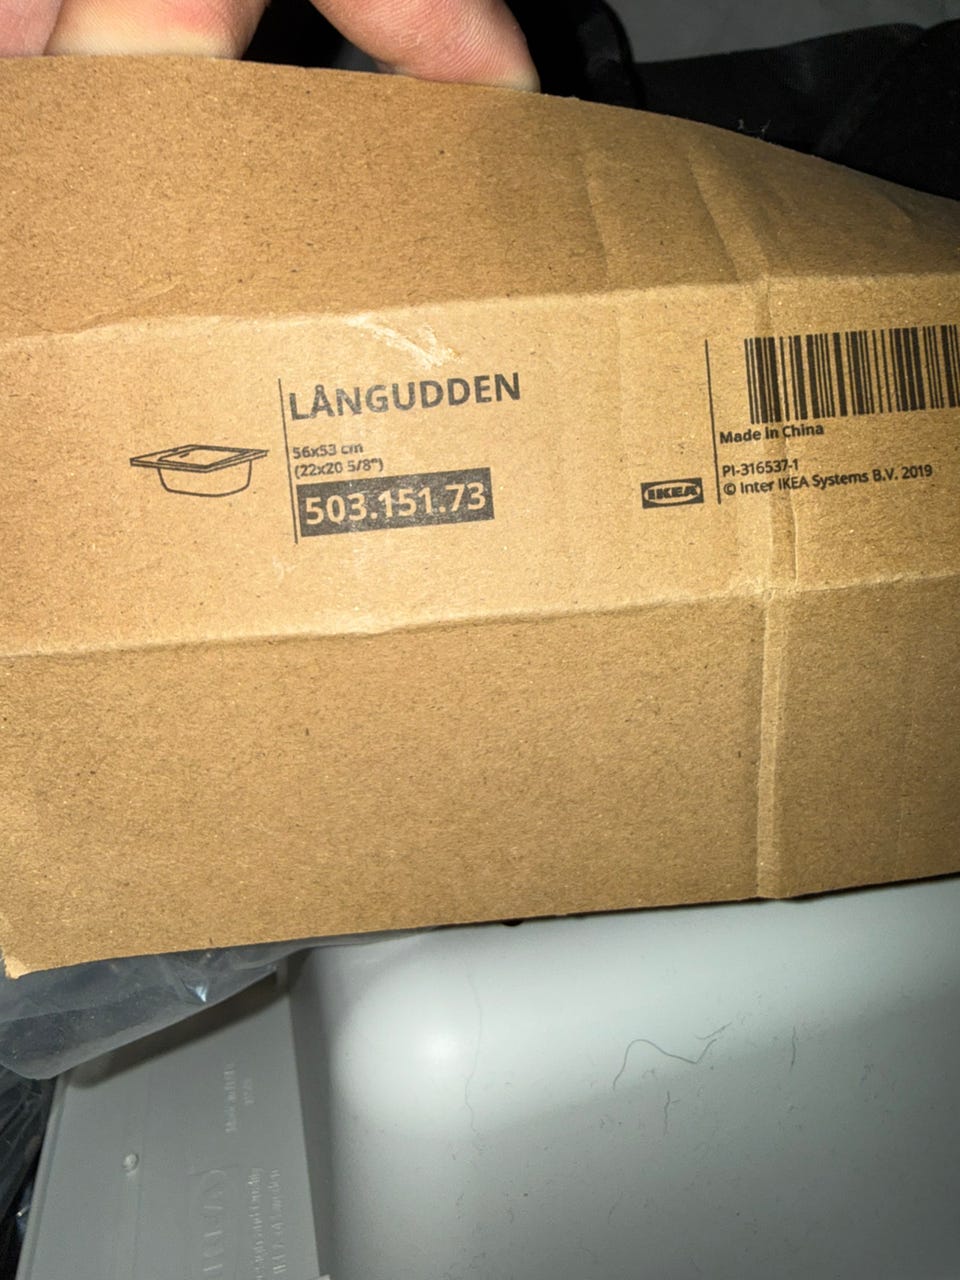 LÅNGUDDEN
56x53 cm
(22x20 5/8")
503.151.73
IKEA
Made in China
PI-316537-1
© Inter IKEA Systems B.V. 2019